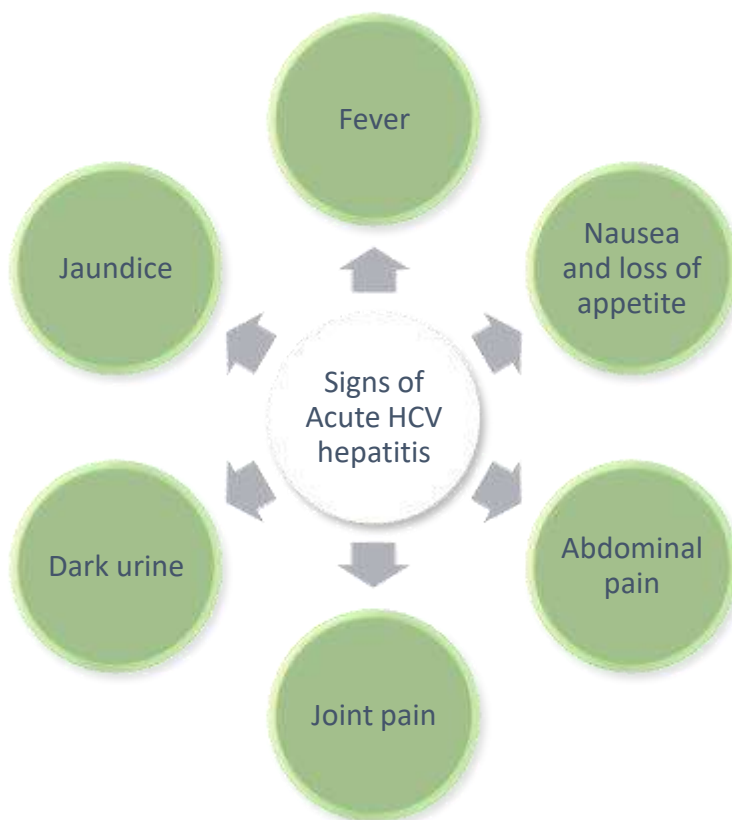 Fever
Nausea
and loss of
appetite
Abdominal
pain
Joint pain
Dark urine
Jaundice
Signs of
Acute HCV
hepatitis